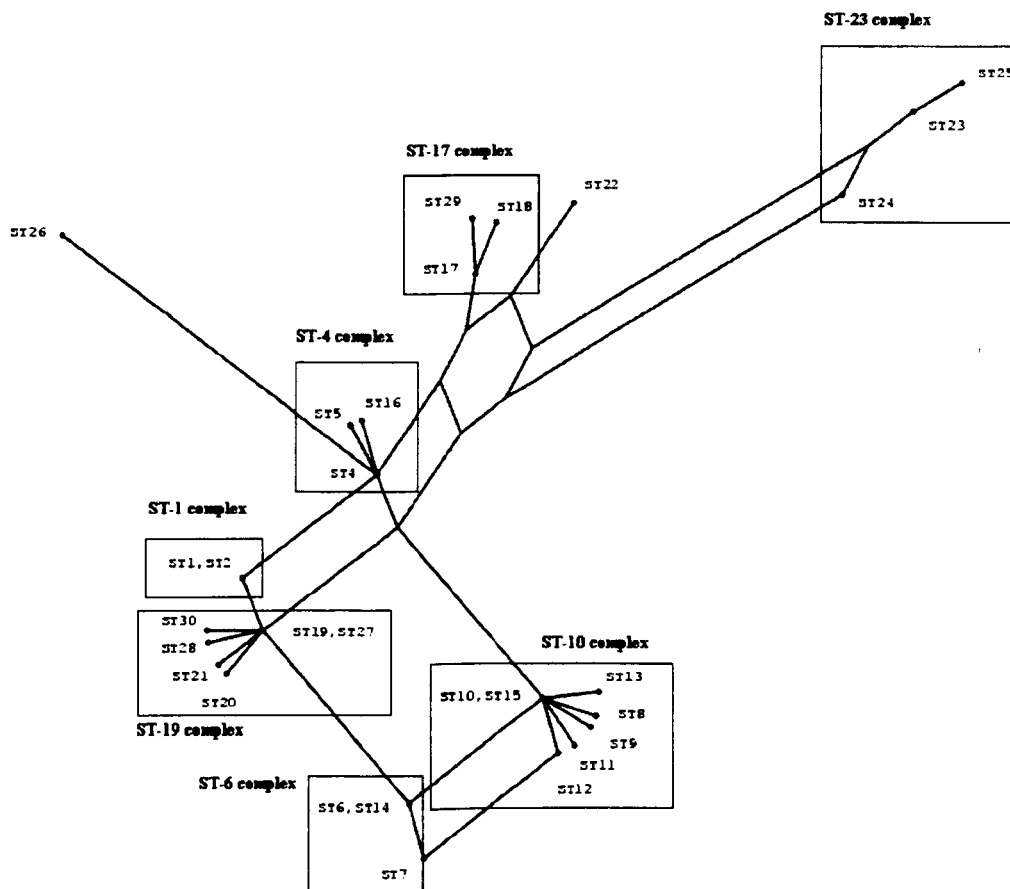 ST-23 complex
ST25
ST23
ST24
ST-17 complex
ST29
ST18
ST22
ST17
ST26
ST-4 complex
ST5
ST16
ST4
ST-1 complex
ST1, ST2
ST30
ST28
ST21
ST20
ST19, ST27
ST-19 complex
ST-10 complex
ST10, ST15
ST13
ST8
ST9
ST11
ST12
ST-6 complex
ST6, ST14
ST7